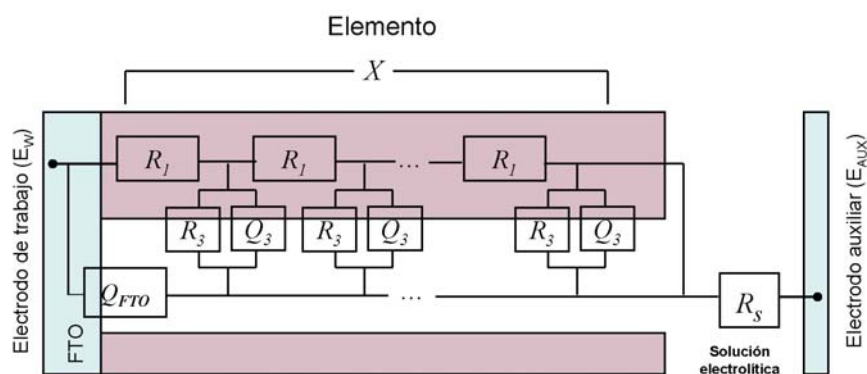 Elemento
X
Electrodo de trabajo (E_W)
FTO
R_1 R_1 ... R_1
R_3 Q_3 R_3 Q_3 R_3 Q_3
Q_FTO ... R_s
Solución
electrolítica
Electrodo auxiliar (E_AUX)